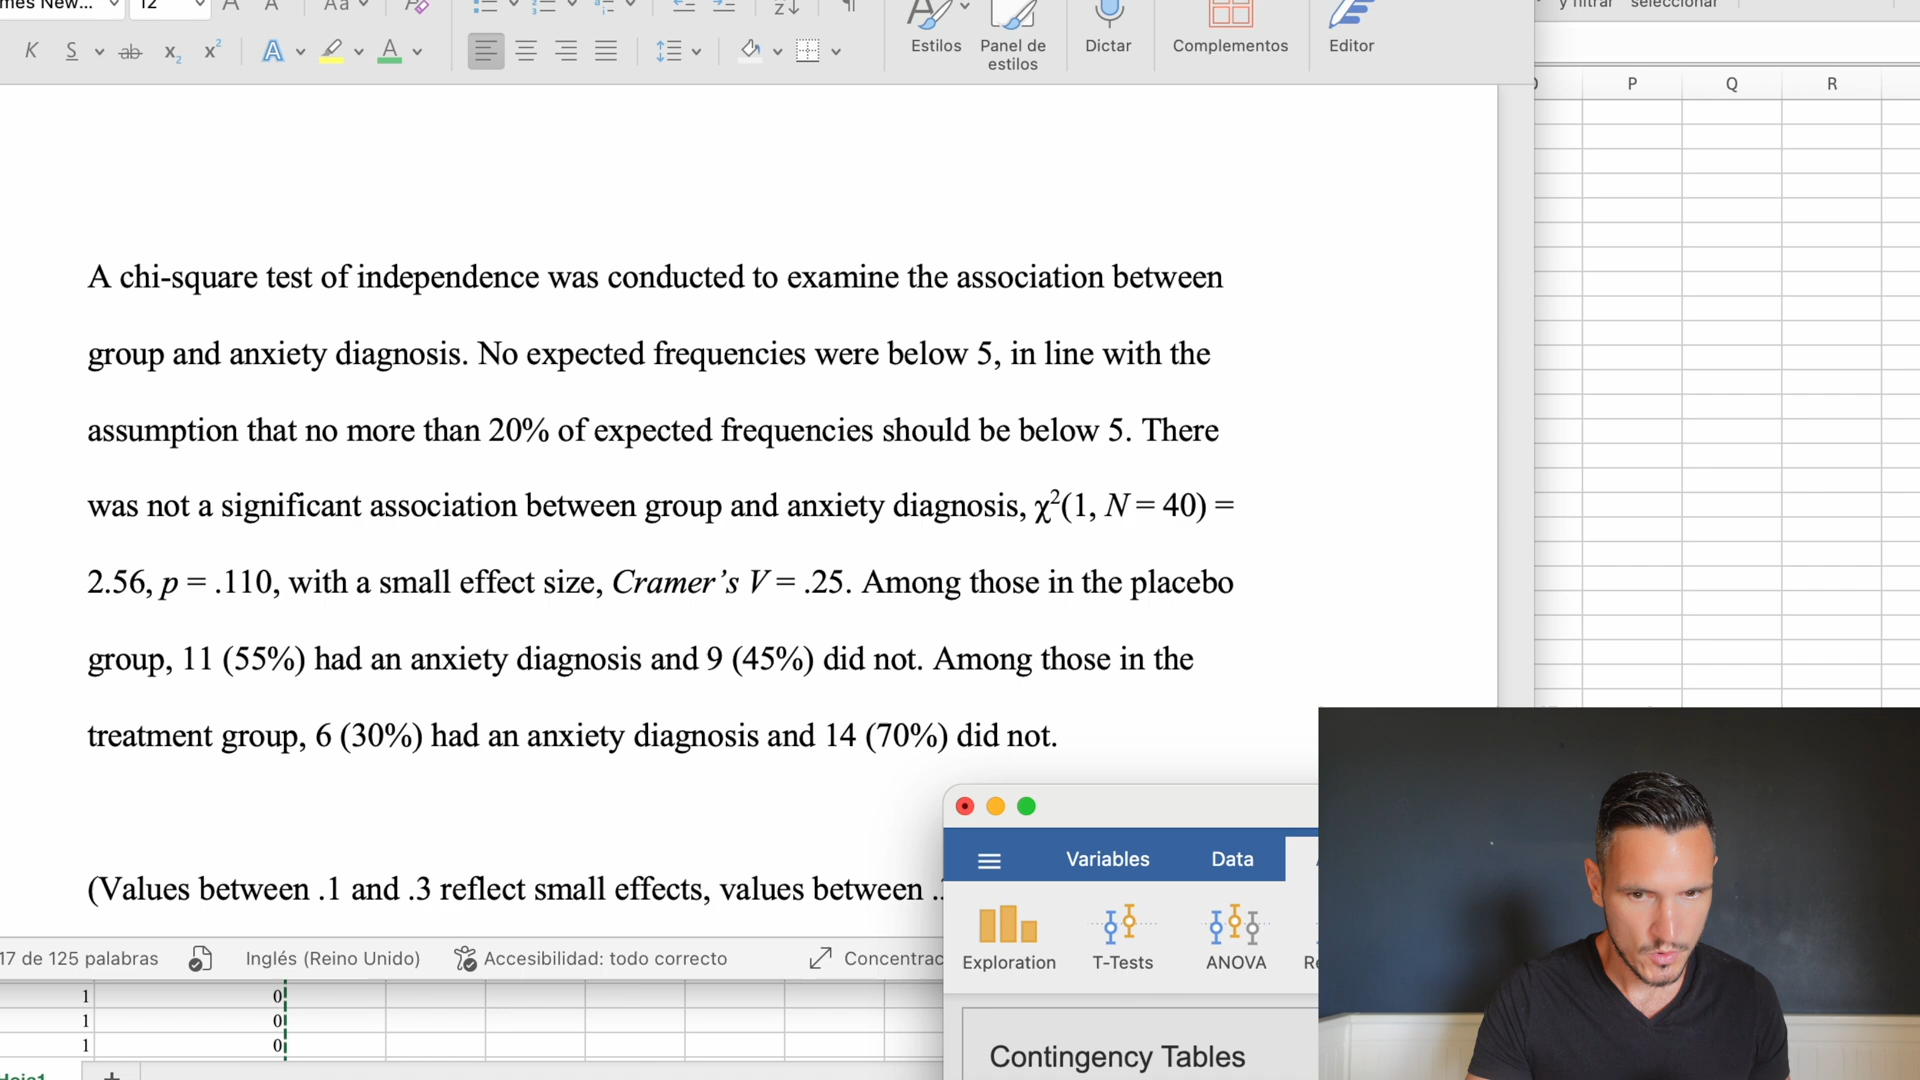 12
Aa
y filtrar seleccionar
K S ab x₂ x² A A
Estilos Panel de estilos Dictar Complementos Editor
P Q R
A chi-square test of independence was conducted to examine the association between
group and anxiety diagnosis. No expected frequencies were below 5, in line with the
assumption that no more than 20% of expected frequencies should be below 5. There
was not a significant association between group and anxiety diagnosis, χ²(1, N = 40) =
2.56, p = .110, with a small effect size, Cramer’s V = .25. Among those in the placebo
group, 11 (55%) had an anxiety diagnosis and 9 (45%) did not. Among those in the
treatment group, 6 (30%) had an anxiety diagnosis and 14 (70%) did not.
(Values between .1 and .3 reflect small effects, values between
Variables Data
Exploration T-Tests ANOVA
Contingency Tables
17 de 125 palabras Inglés (Reino Unido) Accesibilidad: todo correcto
1 0
1 0
1 0